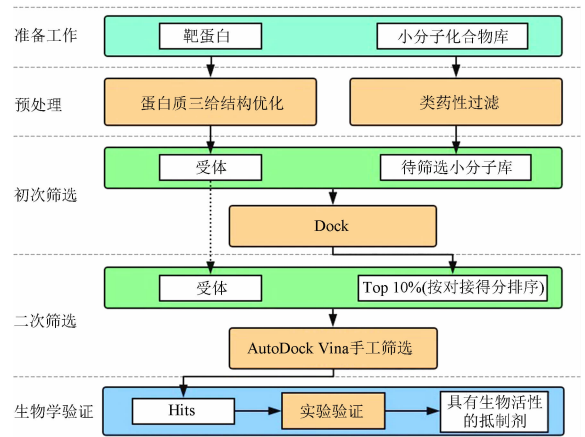 准备工作
靶蛋白
小分子化合物库
预处理
蛋白质三给结构优化
类药性过滤
初次筛选
受体
待筛选小分子库
Dock
二次筛选
受体
Top 10%(按对接得分排序)
AutoDock Vina手工筛选
生物学验证
Hits
实验验证
具有生物活性
的抵制剂